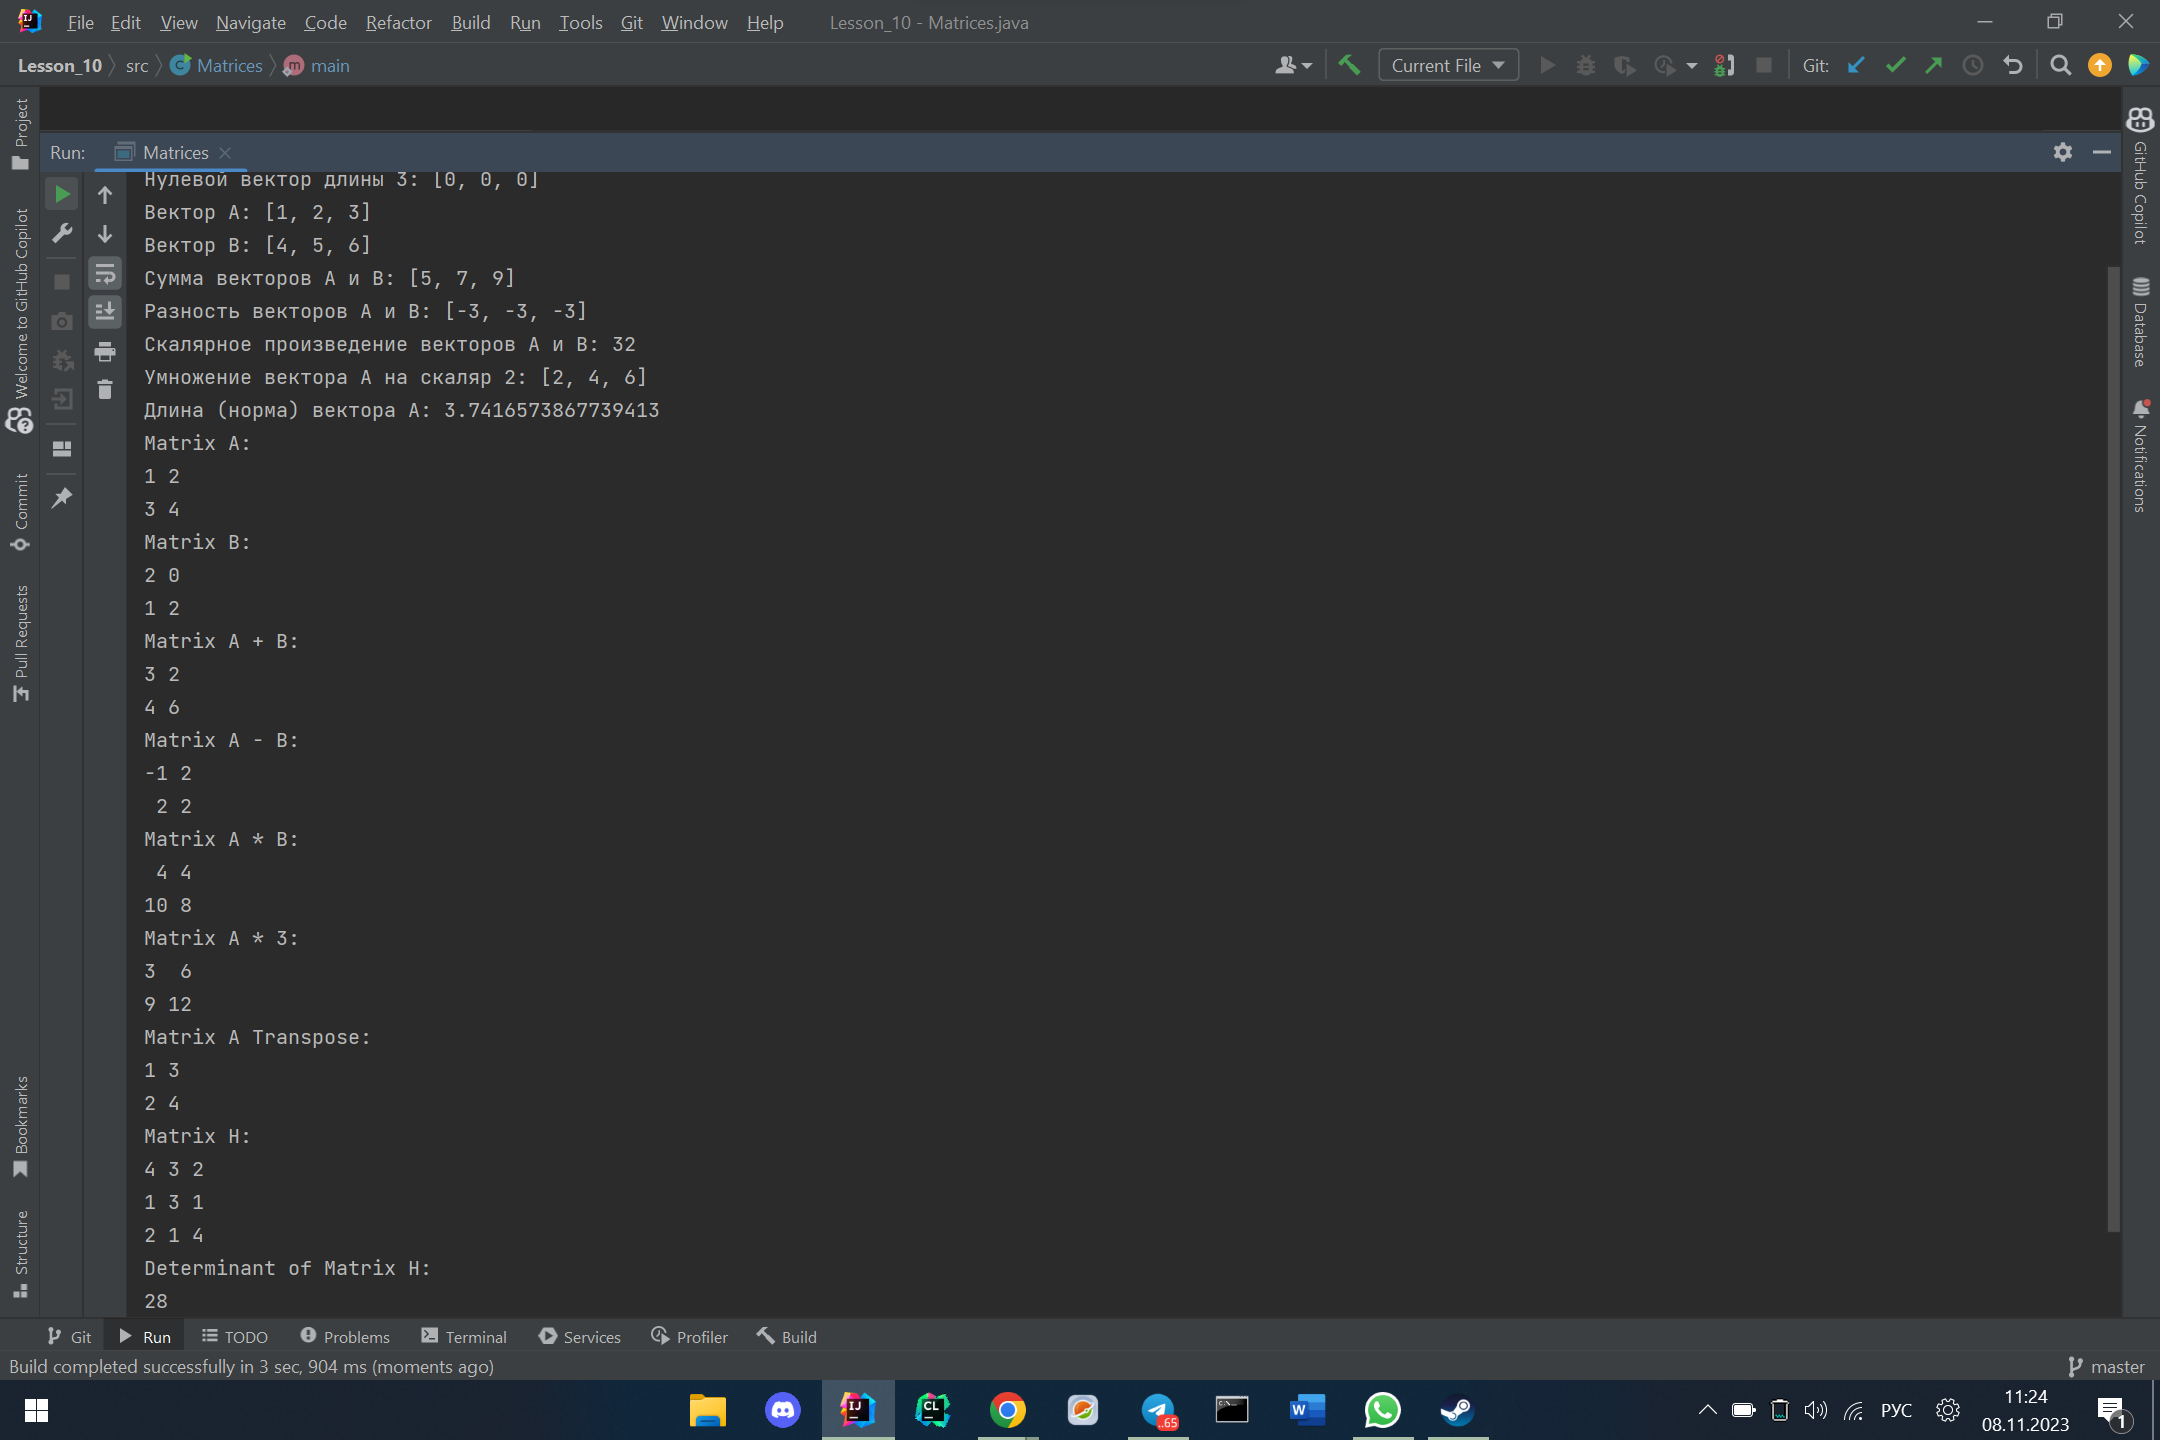 File Edit View Navigate Code Refactor Build Run Tools Git Window Help Lesson_10 - Matrices.java
Lesson_10 src Matrices main Current File Git:
Run: Matrices
Нулевой вектор длины 3: [0, 0, 0]
Вектор A: [1, 2, 3]
Вектор B: [4, 5, 6]
Сумма векторов A и B: [5, 7, 9]
Разность векторов A и B: [-3, -3, -3]
Скалярное произведение векторов A и B: 32
Умножение вектора A на скаляр 2: [2, 4, 6]
Длина (норма) вектора A: 3.7416573867739413
Matrix A:
1 2
3 4
Matrix B:
2 0
1 2
Matrix A + B:
3 2
4 6
Matrix A - B:
-1 2
 2 2
Matrix A * B:
 4 4
10 8
Matrix A * 3:
3  6
9 12
Matrix A Transpose:
1 3
2 4
Matrix H:
4 3 2
1 3 1
2 1 4
Determinant of Matrix H:
28
Project
Welcome to GitHub Copilot
Commit
Pull Requests
Bookmarks
Structure
GitHub Copilot
Database
Notifications
Git Run TODO Problems Terminal Services Profiler Build
Build completed successfully in 3 sec, 904 ms (moments ago) master
IJ CL ..65 W РУС 11:24
08.11.2023 1